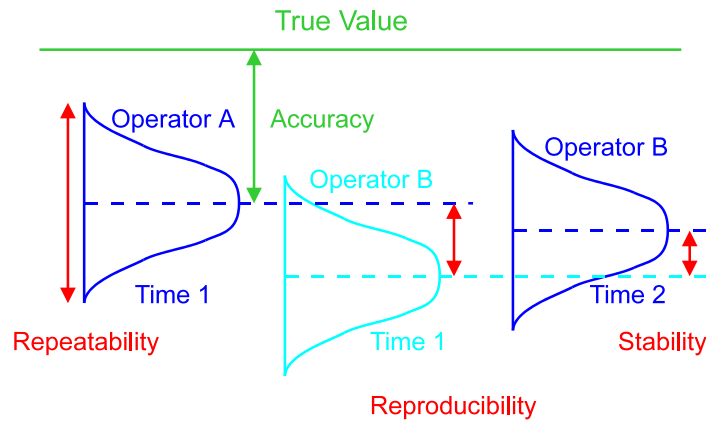 True Value
Operator A
Accuracy
Operator B
Operator B
Time 1
Time 2
Repeatability
Time 1
Stability
Reproducibility